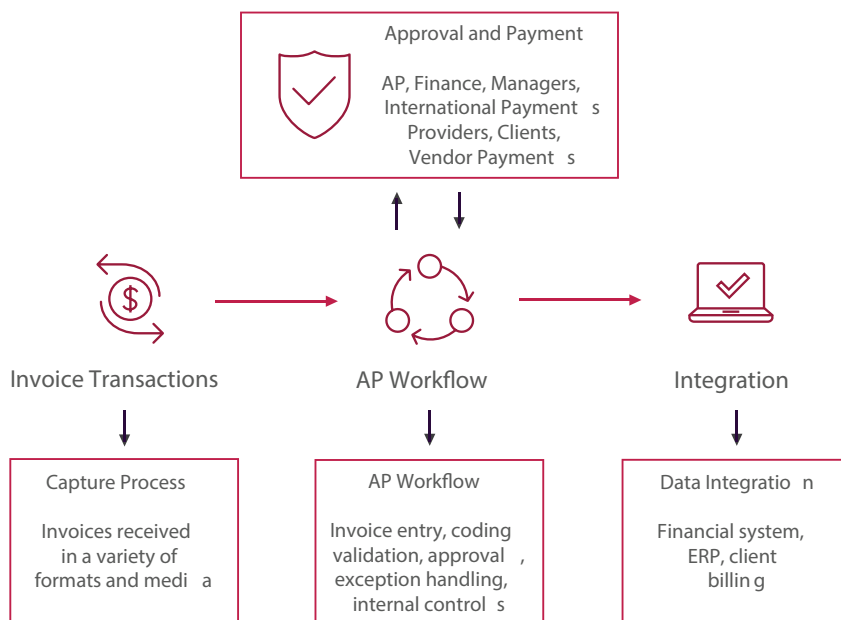 Approval and Payment
AP, Finance, Managers,
International Payment s
Providers, Clients,
Vendor Payment s
$
Invoice Transactions
AP Workflow
Integration
Capture Process
Invoices received
in a variety of
formats and medi a
AP Workflow
Invoice entry, coding
validation, approval ,
exception handling,
internal control s
Data Integratio n
Financial system,
ERP, client
billin g